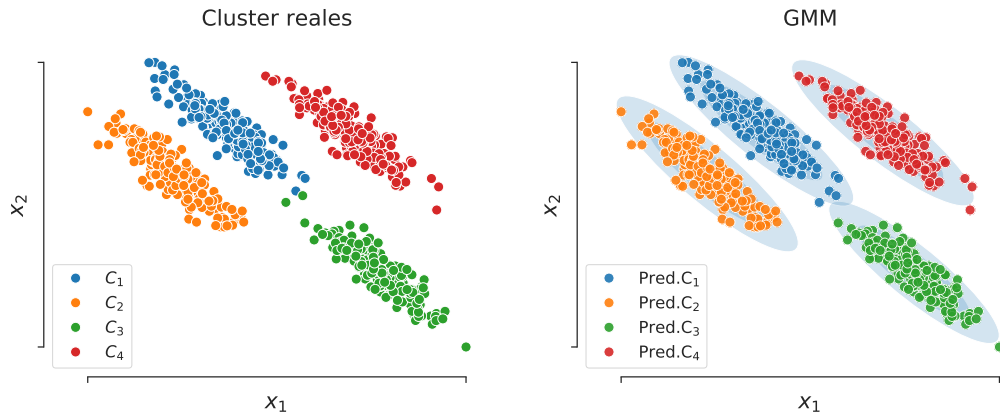 Cluster reales
x₂
C₁
C₂
C₃
C₄
x₁
GMM
x₂
Pred.C₁
Pred.C₂
Pred.C₃
Pred.C₄
x₁